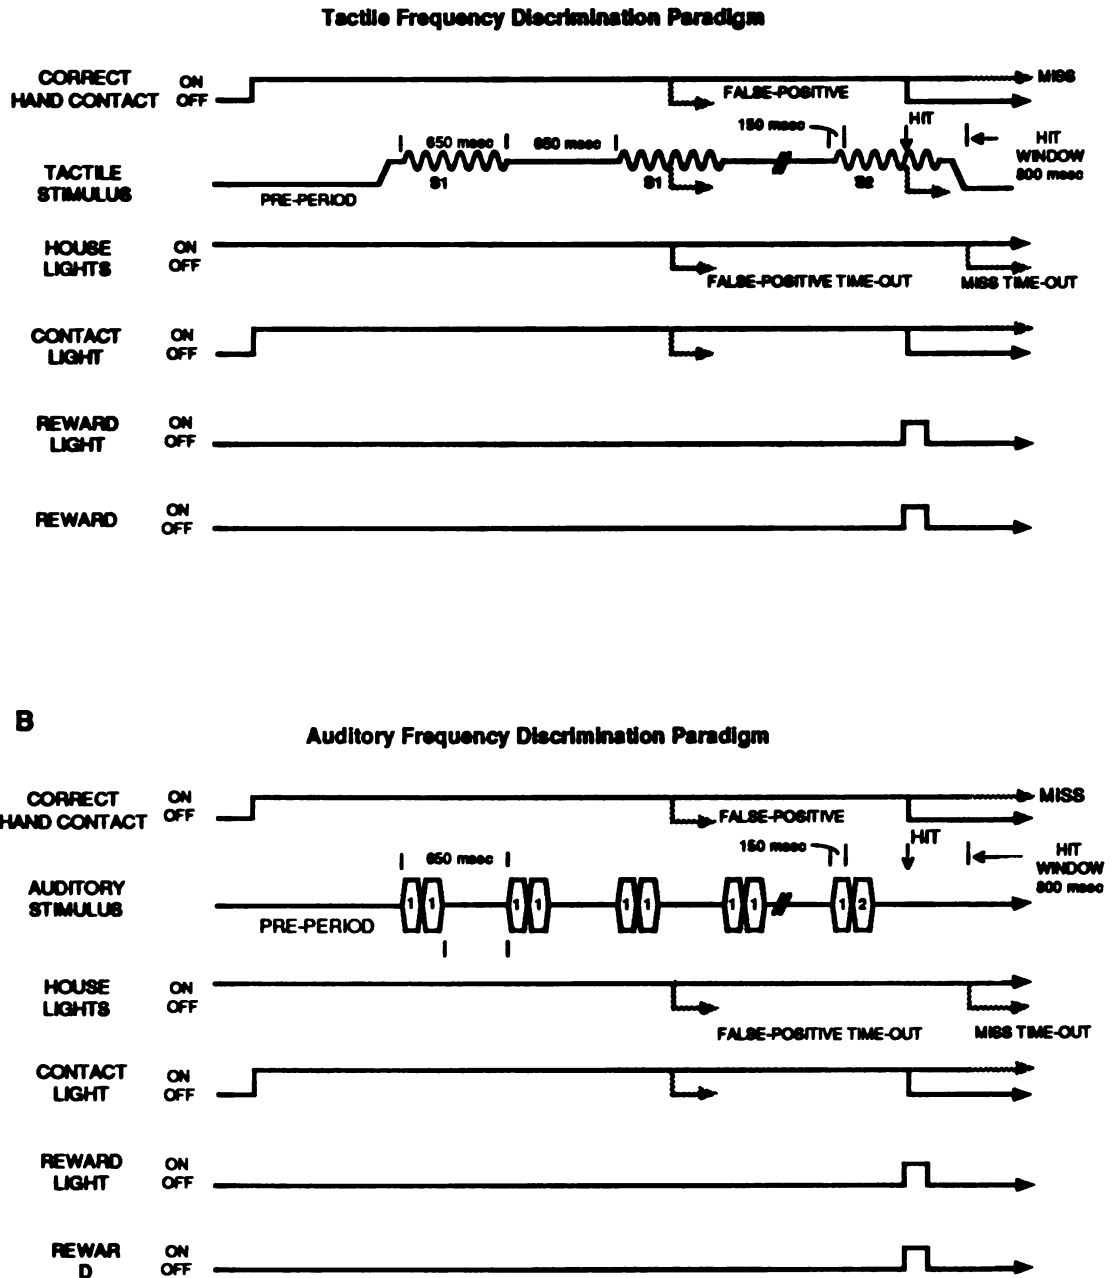 Tactile Frequency Discrimination Paradigm
CORRECT
HAND CONTACT
ON
OFF
MISS
FALSE-POSITIVE
150 msec
HIT
650 msec
650 msec
HIT
WINDOW
800 msec
TACTILE
STIMULUS
S1
S1
S2
PRE-PERIOD
HOUSE
LIGHTS
ON
OFF
FALSE-POSITIVE TIME-OUT
MISS TIME-OUT
CONTACT
LIGHT
ON
OFF
REWARD
LIGHT
ON
OFF
REWARD
ON
OFF
B
Auditory Frequency Discrimination Paradigm
CORRECT
HAND CONTACT
ON
OFF
MISS
FALSE-POSITIVE
150 msec
HIT
650 msec
HIT
WINDOW
800 msec
AUDITORY
STIMULUS
1 1
1 1
1 1
1 1
1 2
PRE-PERIOD
HOUSE
LIGHTS
ON
OFF
FALSE-POSITIVE TIME-OUT
MISS TIME-OUT
CONTACT
LIGHT
ON
OFF
REWARD
LIGHT
ON
OFF
REWAR
D
ON
OFF